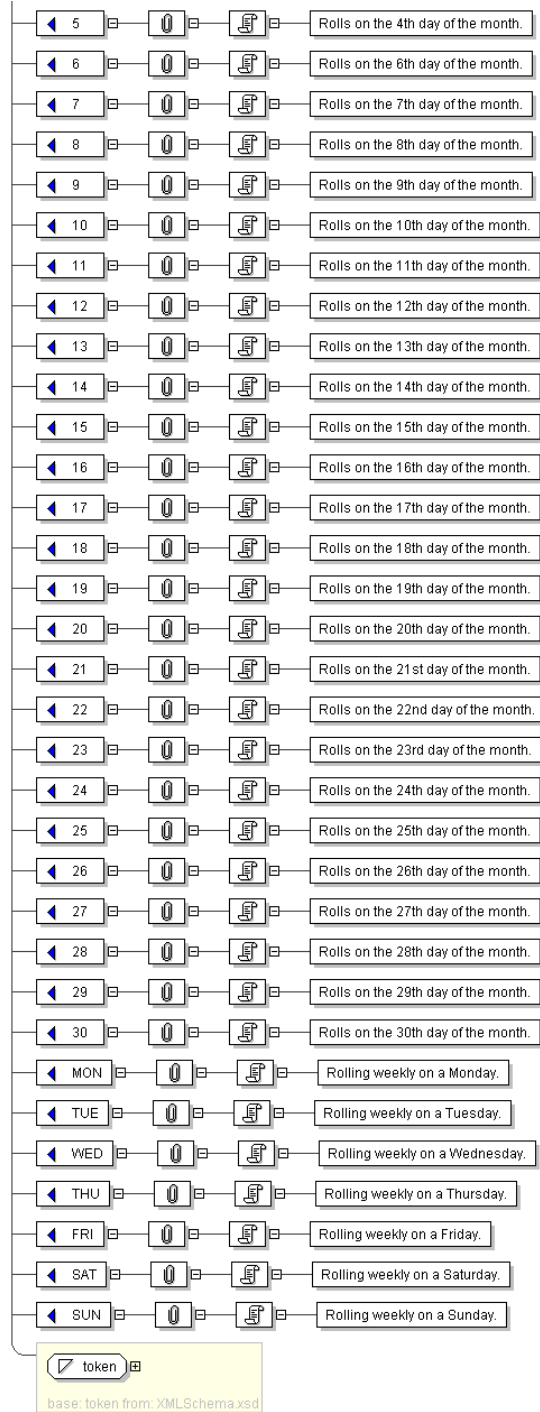 5 Rolls on the 4th day of the month.
6 Rolls on the 6th day of the month.
7 Rolls on the 7th day of the month.
8 Rolls on the 8th day of the month.
9 Rolls on the 9th day of the month.
10 Rolls on the 10th day of the month.
11 Rolls on the 11th day of the month.
12 Rolls on the 12th day of the month.
13 Rolls on the 13th day of the month.
14 Rolls on the 14th day of the month.
15 Rolls on the 15th day of the month.
16 Rolls on the 16th day of the month.
17 Rolls on the 17th day of the month.
18 Rolls on the 18th day of the month.
19 Rolls on the 19th day of the month.
20 Rolls on the 20th day of the month.
21 Rolls on the 21st day of the month.
22 Rolls on the 22nd day of the month.
23 Rolls on the 23rd day of the month.
24 Rolls on the 24th day of the month.
25 Rolls on the 25th day of the month.
26 Rolls on the 26th day of the month.
27 Rolls on the 27th day of the month.
28 Rolls on the 28th day of the month.
29 Rolls on the 29th day of the month.
30 Rolls on the 30th day of the month.
MON Rolling weekly on a Monday.
TUE Rolling weekly on a Tuesday.
WED Rolling weekly on a Wednesday.
THU Rolling weekly on a Thursday.
FRI Rolling weekly on a Friday.
SAT Rolling weekly on a Saturday.
SUN Rolling weekly on a Sunday.
token
base: token from: XMLSchema.xsd